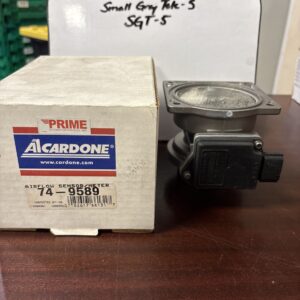 Small Grey Tote-5
SGT-5
PRIME
A1CARDONE
www.cardone.com
AIRFLOW SENSOR/METER
74-9589